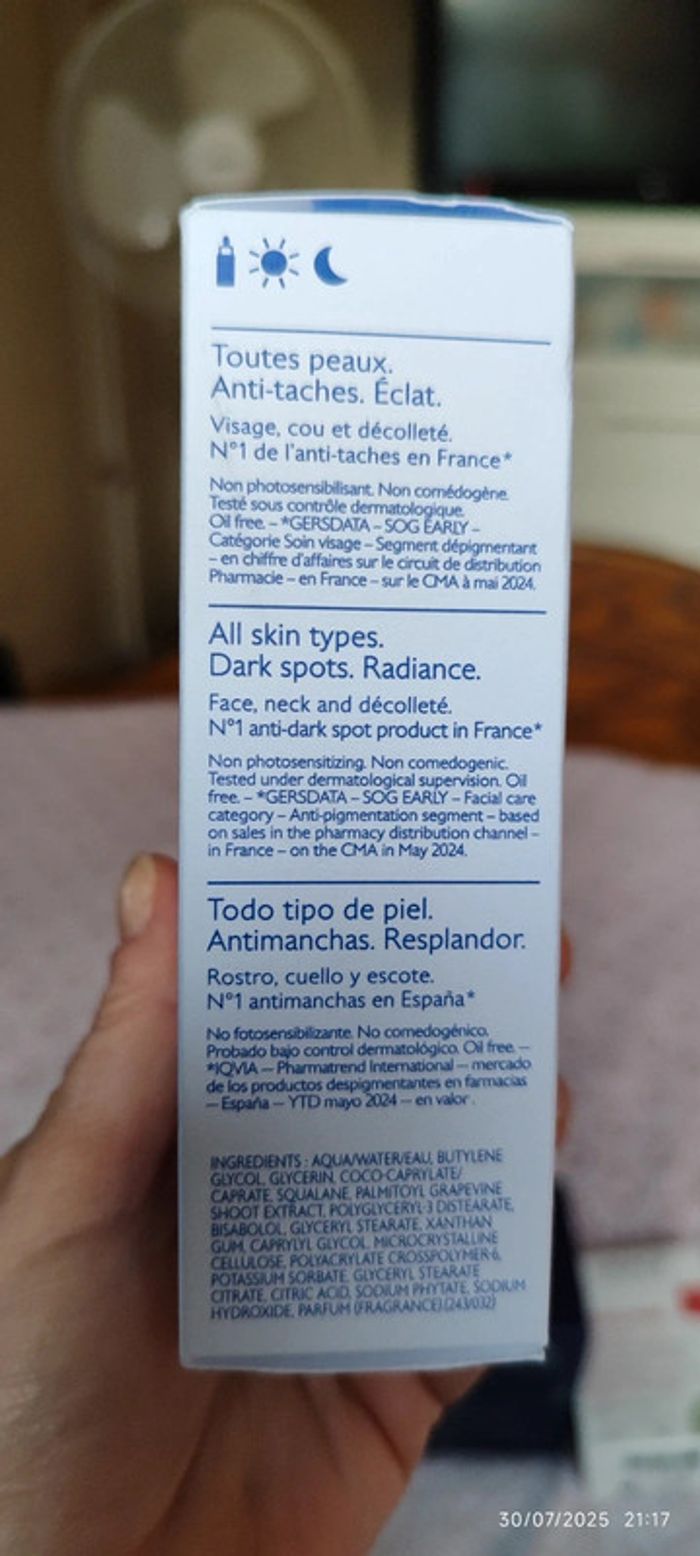 Toutes peaux.
Anti-taches. Éclat.
Visage, cou et décolleté.
N°1 de l'anti-taches en France*
Non photosensibilisant. Non comédogène.
Testé sous contrôle dermatologique.
Oil free. – *GERSDATA – SOG EARLY –
Catégorie Soin visage – Segment dépigmentant
– en chiffre d'affaires sur le circuit de distribution
Pharmacie – en France – sur le CMA à mai 2024.
All skin types.
Dark spots. Radiance.
Face, neck and décolleté.
N°1 anti-dark spot product in France*
Non photosensitizing. Non comedogenic.
Tested under dermatological supervision. Oil
free. – *GERSDATA – SOG EARLY – Facial care
category – Anti-pigmentation segment – based
on sales in the pharmacy distribution channel –
in France – on the CMA in May 2024.
Todo tipo de piel.
Antimanchas. Resplandor.
Rostro, cuello y escote.
N°1 antimanchas en España*
No fotosensibilizante. No comedogénico.
Probado bajo control dermatológico. Oil free. –
*IQVIA – Pharmatrend International – mercado
de los productos despigmentantes en farmacias
– España – YTD mayo 2024 – en valor .
INGREDIENTS : AQUA/WATER/EAU, BUTYLENE
GLYCOL, GLYCERIN, COCO-CAPRYLATE/
CAPRATE, SQUALANE, PALMITOYL GRAPEVINE
SHOOT EXTRACT, POLYGLYCERYL-3 DISTEARATE,
BISABOLOL, GLYCERYL STEARATE, XANTHAN
GUM, CAPRYLYL GLYCOL, MICROCRYSTALLINE
CELLULOSE, POLYACRYLATE CROSSPOLYMER-6,
POTASSIUM SORBATE, GLYCERYL STEARATE
CITRATE, CITRIC ACID, SODIUM PHYTATE, SODIUM
HYDROXIDE, PARFUM (FRAGRANCE).(243/032)
30/07/2025 21:17